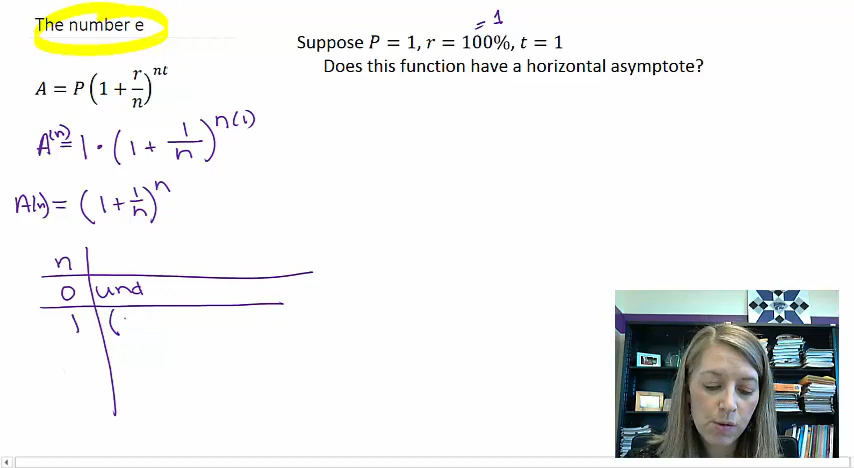 The number e
= 1
Suppose P = 1, r = 100%, t = 1
Does this function have a horizontal asymptote?
A = P(1 + r/n)^nt
A(n) = 1 • (1 + 1/n)^n(1)
A(n) = (1 + 1/n)^n
n
0 und
1 (